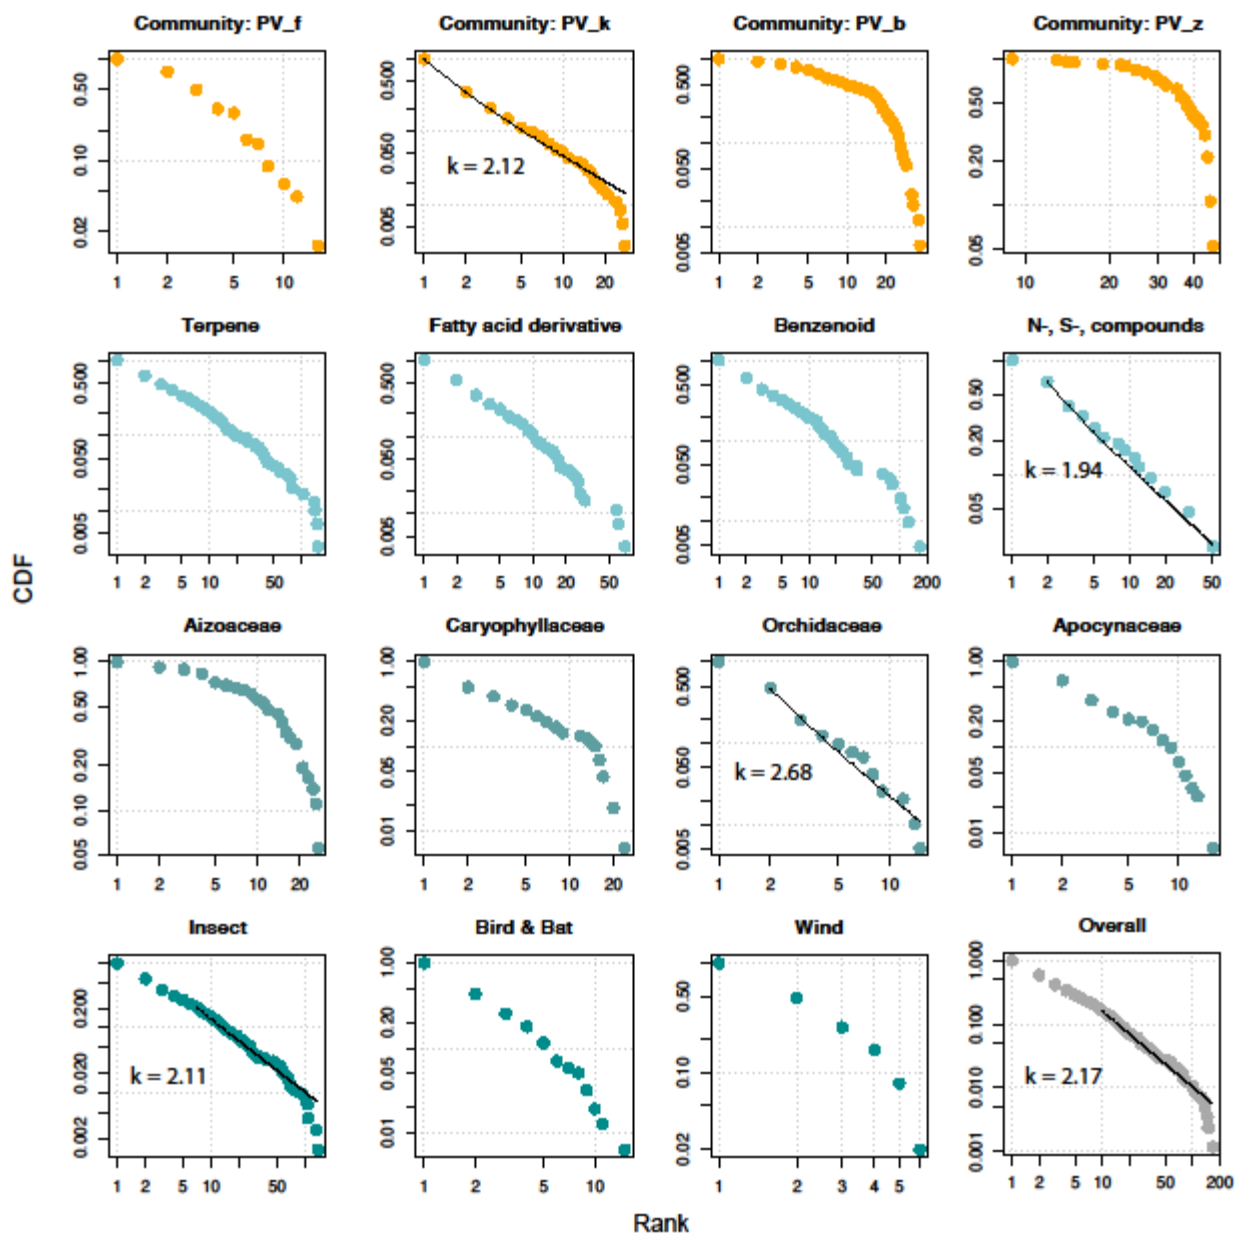 Community: PV_f
Community: PV_k
Community: PV_b
Community: PV_z
0.50
0.10
0.02
1 2 5 10
0.500
0.050
0.005
k = 2.12
1 2 5 10 20
0.500
0.050
0.005
1 2 5 10 20
0.50
0.20
0.05
10 20 30 40
Terpene
Fatty acid derivative
Benzenoid
N-, S-, compounds
0.500
0.050
0.005
1 2 5 10 50
0.500
0.050
0.005
1 2 5 10 20 50
0.500
0.050
0.005
1 2 5 10 50 200
0.50
0.20
0.05
k = 1.94
1 2 5 10 20 50
CDF
Aizoaceae
Caryophyllaceae
Orchidaceae
Apocynaceae
1.00
0.50
0.20
0.10
0.05
1 2 5 10 20
1.00
0.20
0.05
0.01
1 2 5 10 20
0.500
0.050
0.005
k = 2.68
1 2 5 10
1.00
0.20
0.05
0.01
1 2 5 10
Insect
Bird & Bat
Wind
Overall
0.200
0.020
0.002
k = 2.11
1 2 5 10 50
1.00
0.20
0.05
0.01
1 2 5 10
0.50
0.10
0.02
1 2 3 4 5
1.000
0.100
0.010
0.001
k = 2.17
1 2 5 10 50 200
Rank